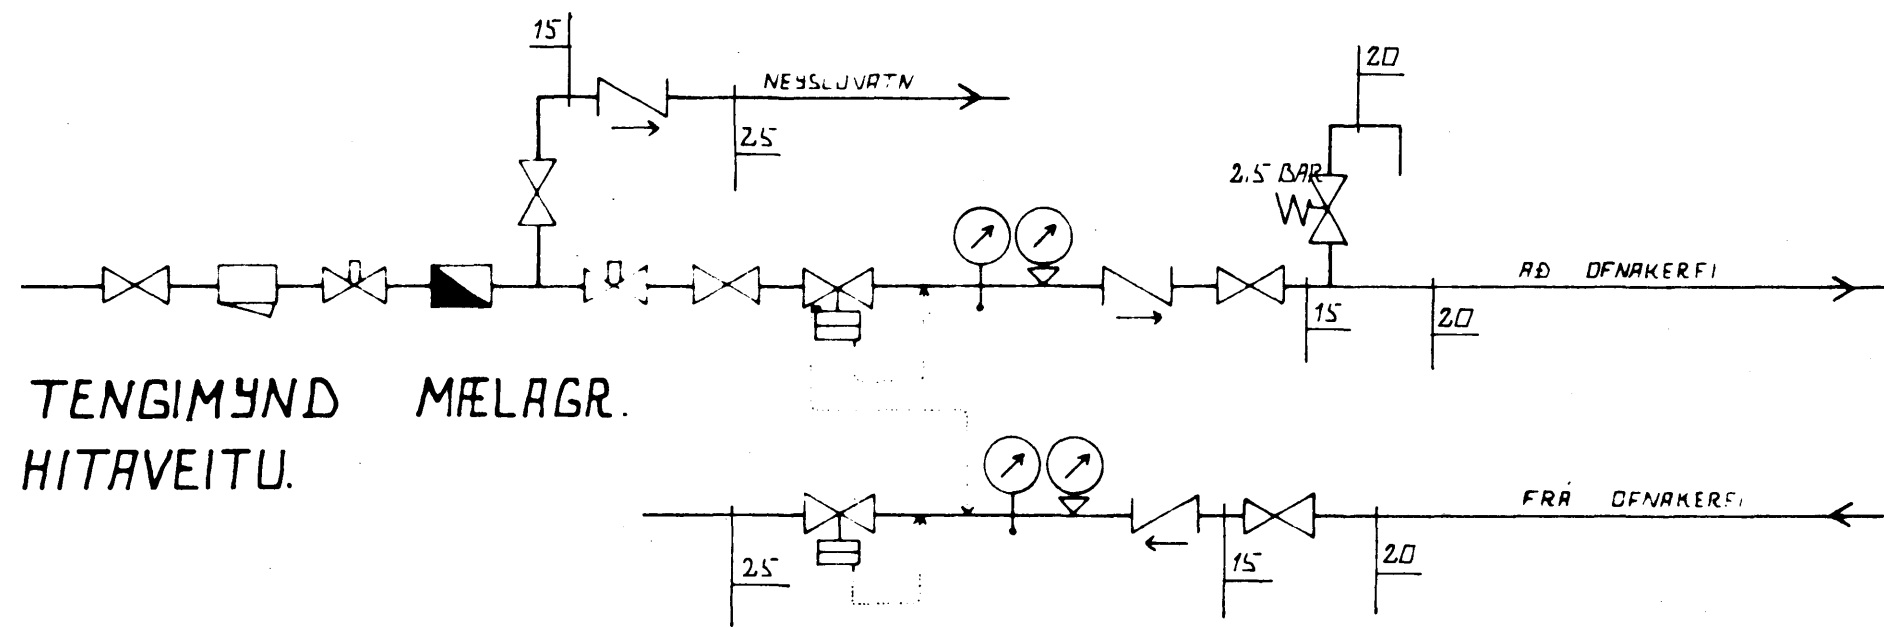 15
20
NEYSLUVATN
25
2.5 BAR
AÐ OFNAKERFI
15
20
TENGIMYND MÆLAGR.
HITAVEITU.
FRÁ OFNAKERFI
25
15
20